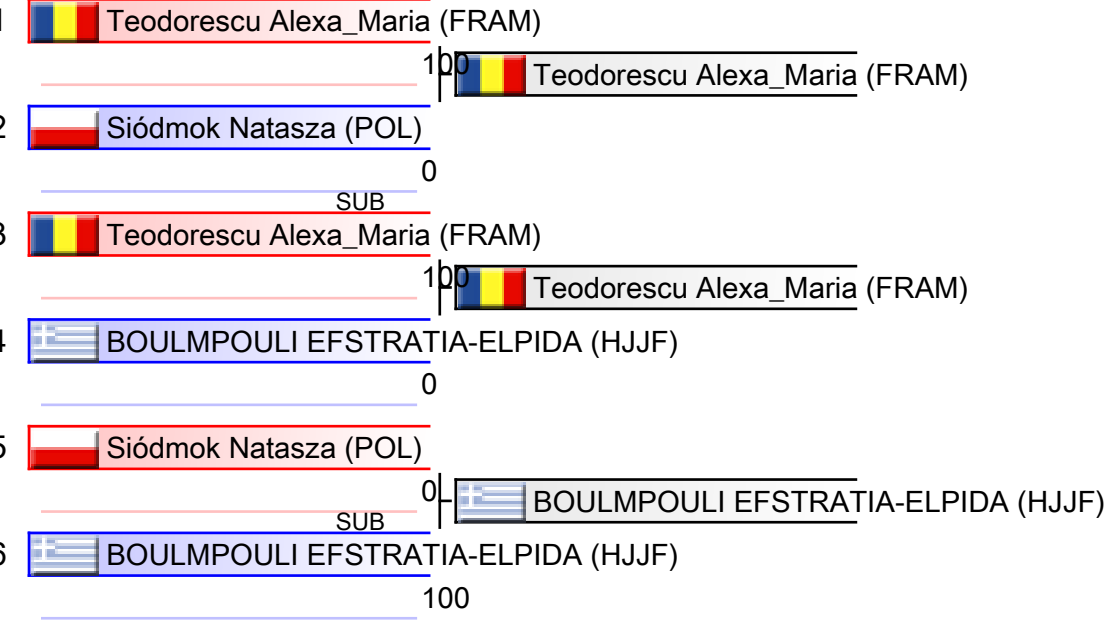 1 Teodorescu Alexa_Maria (FRAM)
100 Teodorescu Alexa_Maria (FRAM)
2 Siódmok Natasza (POL)
0
SUB
3 Teodorescu Alexa_Maria (FRAM)
100 Teodorescu Alexa_Maria (FRAM)
4 BOULMPOULI EFSTRATIA-ELPIDA (HJJF)
0
5 Siódmok Natasza (POL)
0 BOULMPOULI EFSTRATIA-ELPIDA (HJJF)
SUB
6 BOULMPOULI EFSTRATIA-ELPIDA (HJJF)
100